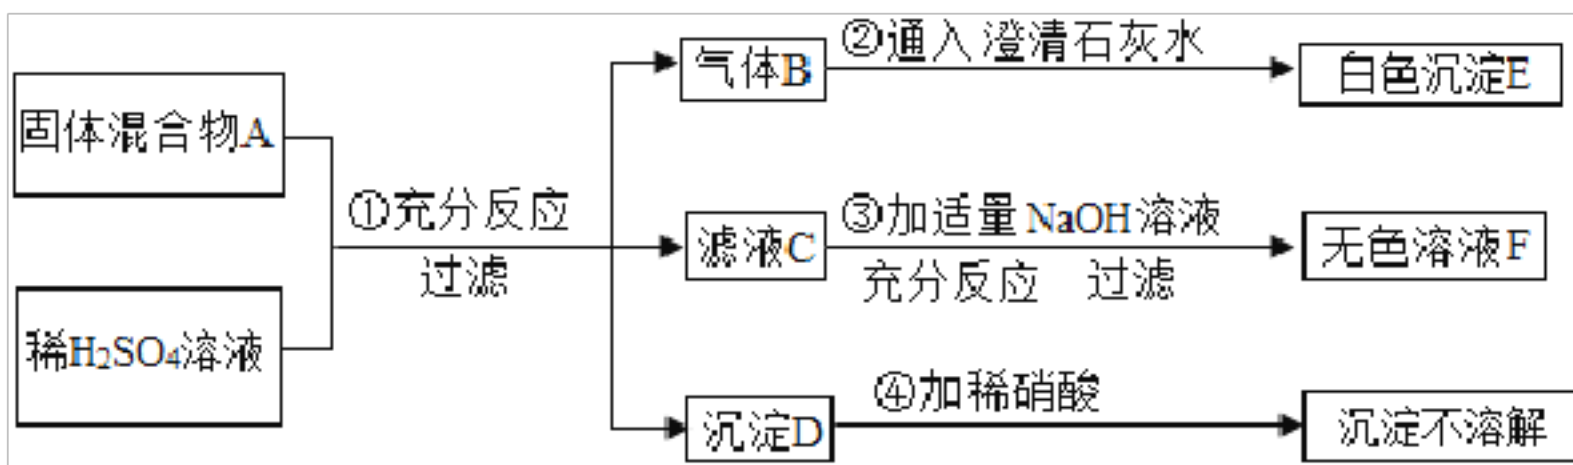 固体混合物A
稀H₂SO₄溶液
①充分反应
过滤
气体B
②通入澄清石灰水
白色沉淀E
滤液C
③加适量NaOH溶液
充分反应 过滤
无色溶液F
沉淀D
④加稀硝酸
沉淀不溶解